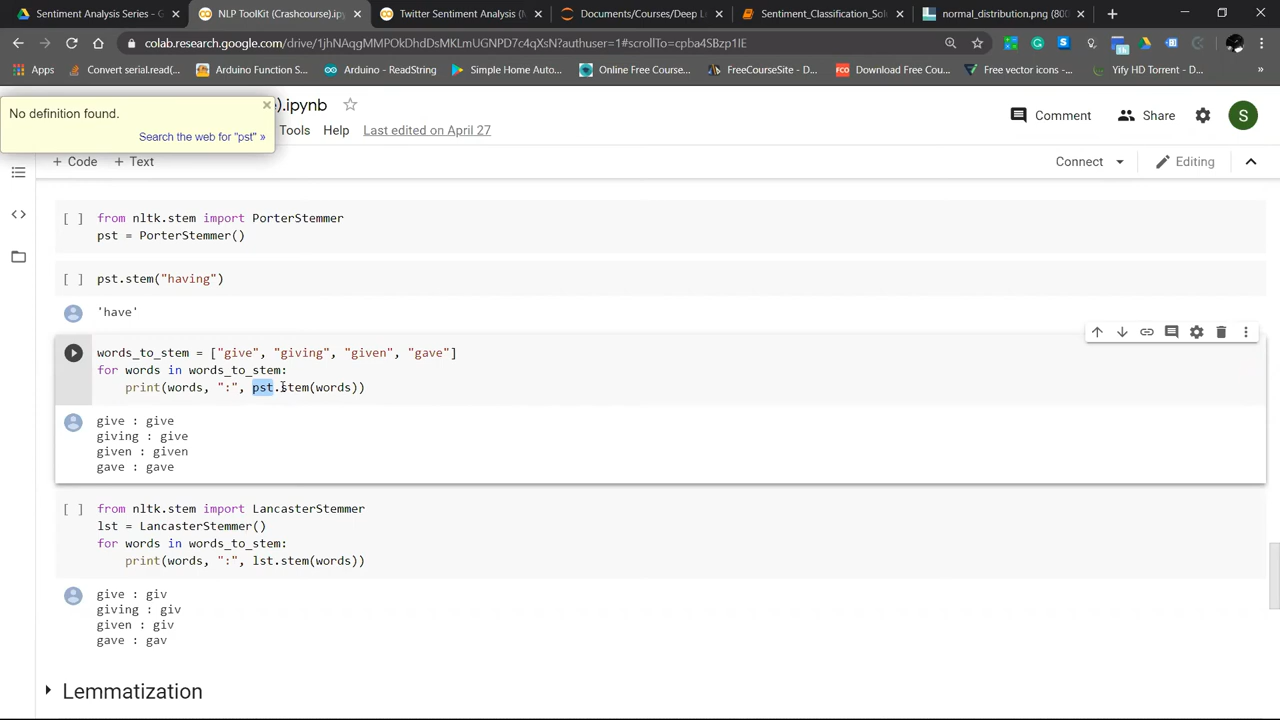 Sentiment Analysis Series - G
NLP ToolKit (Crashcourse).ipy
Twitter Sentiment Analysis (M
Documents/Courses/Deep Le
Sentiment_Classification_Solu
normal_distribution.png (800
colab.research.google.com/drive/1jhNAqgMMPOkDhdDsMKLmUGNPD7c4qXsN?authuser=1#scrollTo=cpba4SBzp1IE
Apps
Convert serial.read(...
Arduino Function S...
Arduino - ReadString
Simple Home Auto...
Online Free Course...
FreeCourseSite - D...
Download Free Cou...
Free vector icons -...
Yify HD Torrent - D...
No definition found.
Search the web for "pst" »
).ipynb
Tools Help Last edited on April 27
Comment Share S
+ Code + Text
Connect Editing
[ ] from nltk.stem import PorterStemmer
pst = PorterStemmer()
[ ] pst.stem("having")
'have'
words_to_stem = ["give", "giving", "given", "gave"]
for words in words_to_stem:
print(words, ":", pst.stem(words))
give : give
giving : give
given : given
gave : gave
[ ] from nltk.stem import LancasterStemmer
lst = LancasterStemmer()
for words in words_to_stem:
print(words, ":", lst.stem(words))
give : giv
giving : giv
given : giv
gave : gav
Lemmatization